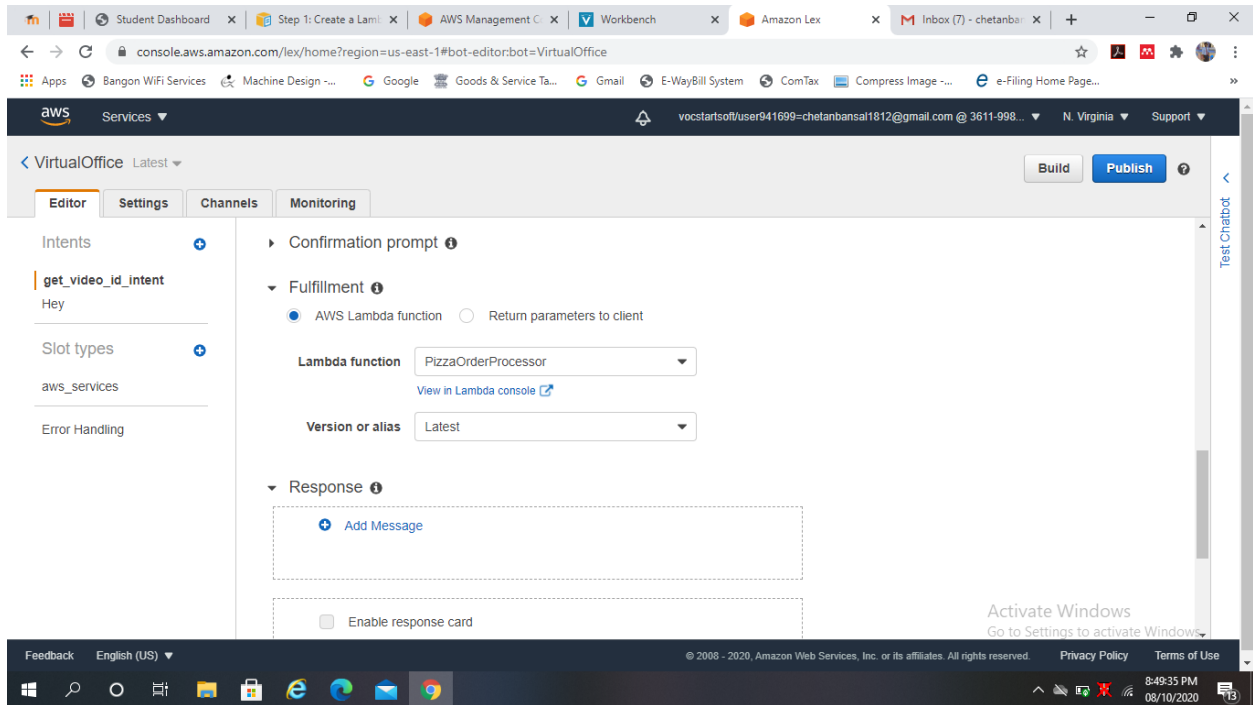 Student Dashboard
Step 1: Create a Lamb
AWS Management C
Workbench
Amazon Lex
Inbox (7) - chetanban
console.aws.amazon.com/lex/home?region=us-east-1#bot-editor:bot=VirtualOffice
Apps Bangon WiFi Services Machine Design -... Google Goods & Service Ta... Gmail E-WayBill System ComTax Compress Image -... e-Filing Home Page... »
aws Services vocstartsoft/user941699=chetanbansal1812@gmail.com @ 3611-998... N. Virginia Support
VirtualOffice Latest
Build Publish
Editor Settings Channels Monitoring
Test Chatbot
Intents
get_video_id_intent
Hey
Slot types
aws_services
Error Handling
Confirmation prompt
Fulfillment
AWS Lambda function Return parameters to client
Lambda function PizzaOrderProcessor
View in Lambda console
Version or alias Latest
Response
Add Message
Enable response card
Activate Windows
Go to Settings to activate Windows.
Feedback English (US) © 2008 - 2020, Amazon Web Services, Inc. or its affiliates. All rights reserved. Privacy Policy Terms of Use
8:49:35 PM
08/10/2020
13